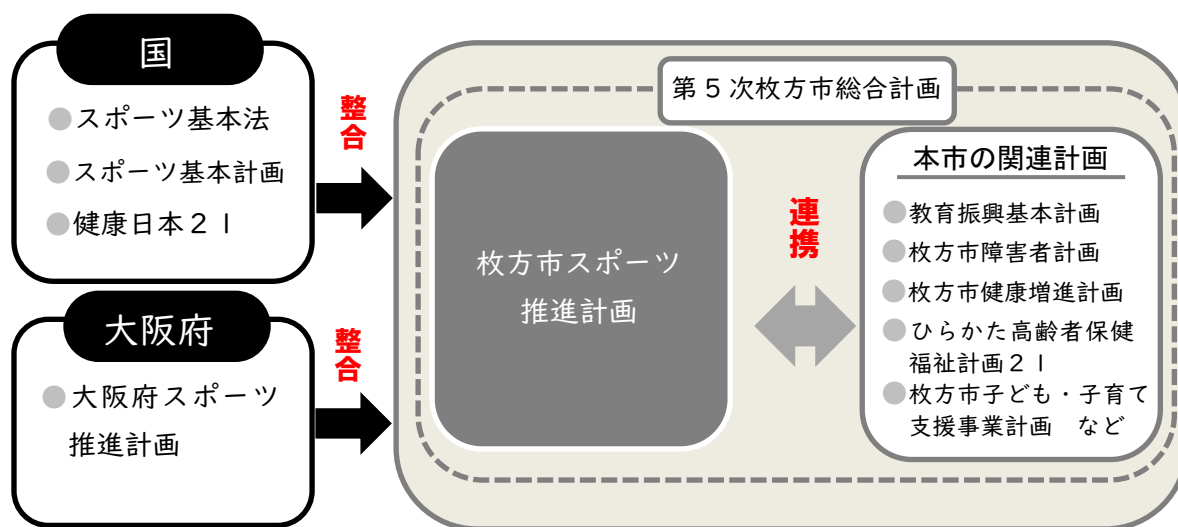 国
スポーツ基本法
スポーツ基本計画
健康日本２１
整合
大阪府
大阪府スポーツ
推進計画
整合
第５次枚方市総合計画
枚方市スポーツ
推進計画
連携
本市の関連計画
教育振興基本計画
枚方市障害者計画
枚方市健康増進計画
ひらかた高齢者保健
福祉計画２１
枚方市子ども・子育て
支援事業計画　など